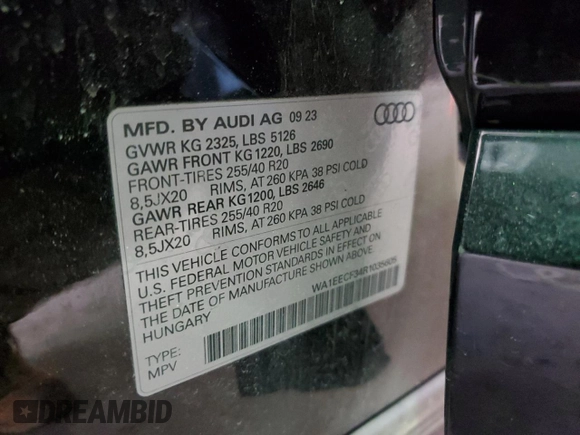 MFD. BY AUDI AG 09 23
GVWR KG 2325, LBS 5126
GAWR FRONT KG 1220, LBS 2690
FRONT-TIRES 255/40 R20
8,5JX20 RIMS, AT 260 KPA 38 PSI COLD
GAWR REAR KG1200, LBS 2646
REAR-TIRES 255/40 R20
8,5JX20 RIMS, AT 260 KPA 38 PSI COLD
THIS VEHICLE CONFORMS TO ALL APPLICABLE
U.S. FEDERAL MOTOR VEHICLE SAFETY AND
THEFT PREVENTION STANDARDS IN EFFECT ON
THE DATE OF MANUFACTURE SHOWN ABOVE.
HUNGARY
TYPE:
MPV
DREAMBID